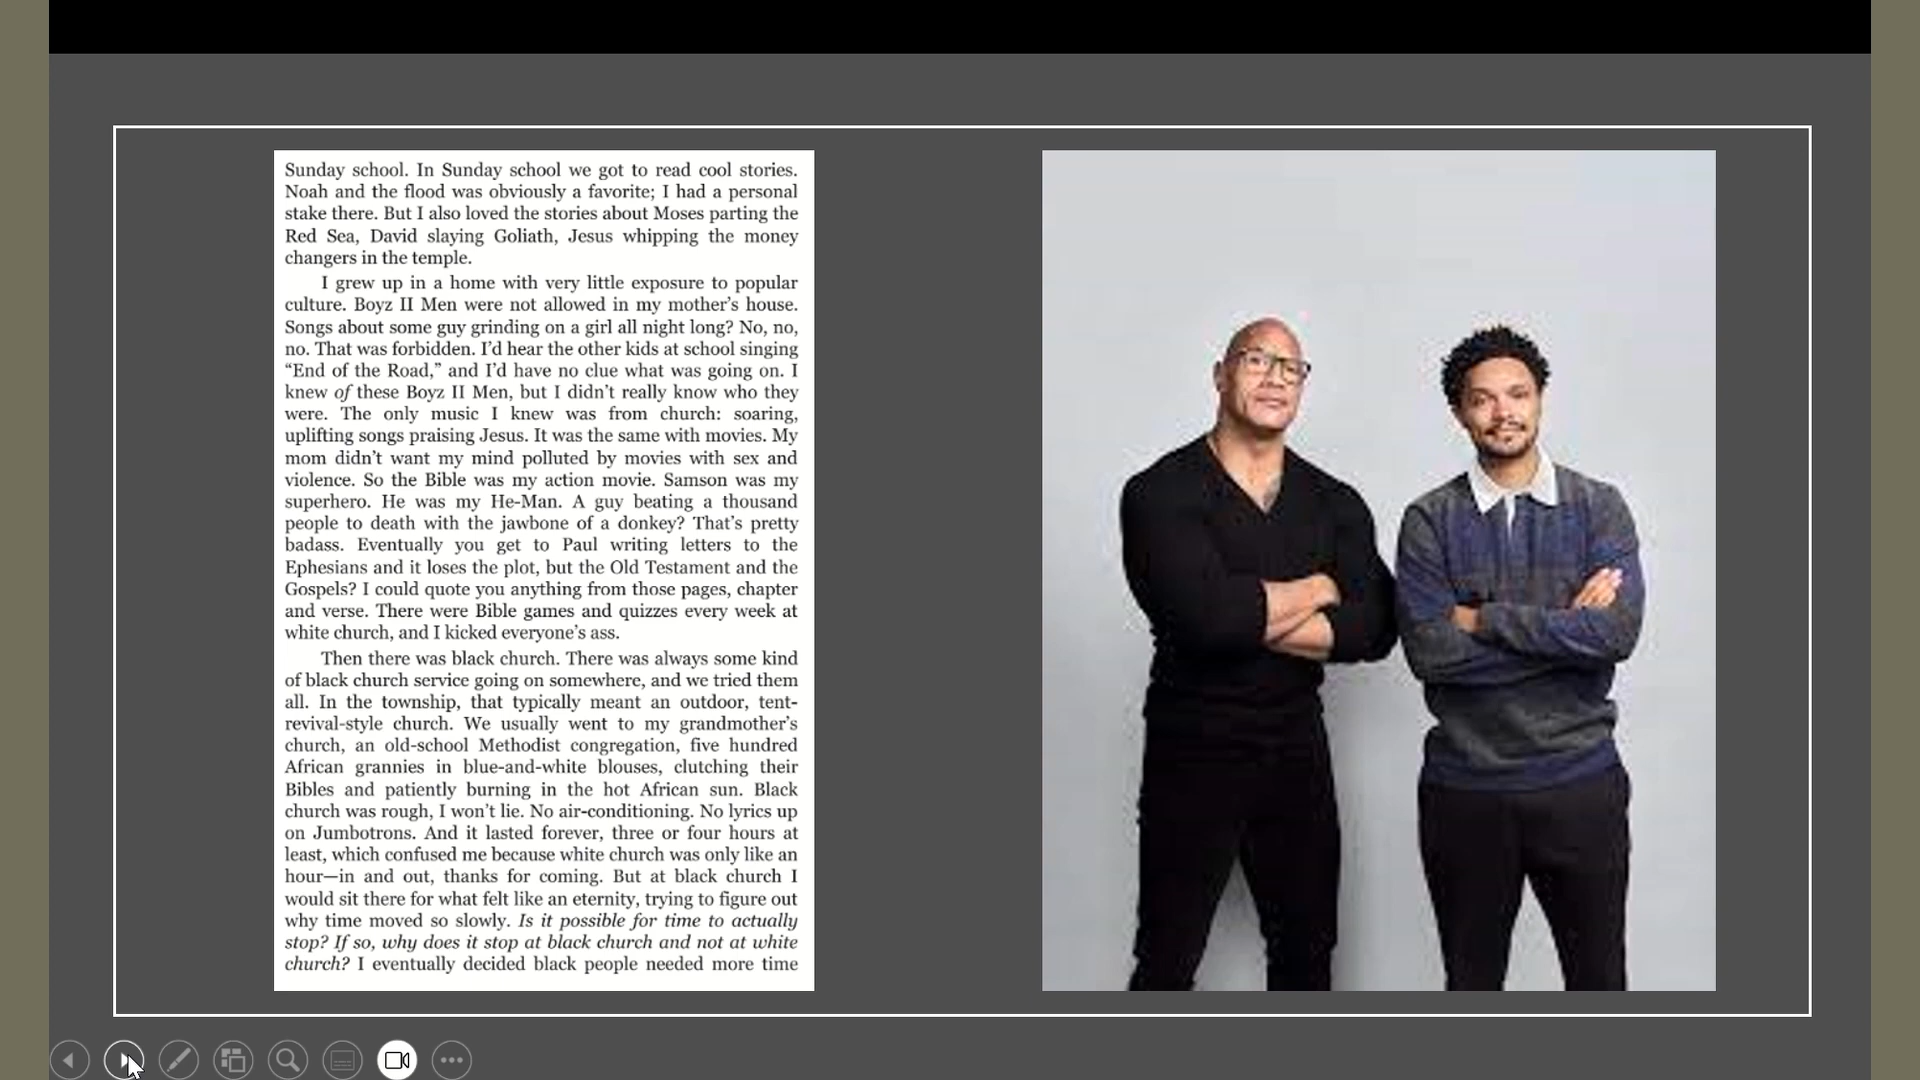 Sunday school. In Sunday school we got to read cool stories.
Noah and the flood was obviously a favorite; I had a personal
stake there. But I also loved the stories about Moses parting the
Red Sea, David slaying Goliath, Jesus whipping the money
changers in the temple.
I grew up in a home with very little exposure to popular
culture. Boyz II Men were not allowed in my mother’s house.
Songs about some guy grinding on a girl all night long? No, no,
no. That was forbidden. I’d hear the other kids at school singing
“End of the Road,” and I’d have no clue what was going on. I
knew of these Boyz II Men, but I didn’t really know who they
were. The only music I knew was from church: soaring,
uplifting songs praising Jesus. It was the same with movies. My
mom didn’t want my mind polluted by movies with sex and
violence. So the Bible was my action movie. Samson was my
superhero. He was my He-Man. A guy beating a thousand
people to death with the jawbone of a donkey? That’s pretty
badass. Eventually you get to Paul writing letters to the
Ephesians and it loses the plot, but the Old Testament and the
Gospels? I could quote you anything from those pages, chapter
and verse. There were Bible games and quizzes every week at
white church, and I kicked everyone’s ass.
Then there was black church. There was always some kind
of black church service going on somewhere, and we tried them
all. In the township, that typically meant an outdoor, tent-
revival-style church. We usually went to my grandmother’s
church, an old-school Methodist congregation, five hundred
African grannies in blue-and-white blouses, clutching their
Bibles and patiently burning in the hot African sun. Black
church was rough, I won’t lie. No air-conditioning. No lyrics up
on Jumbotrons. And it lasted forever, three or four hours at
least, which confused me because white church was only like an
hour—in and out, thanks for coming. But at black church I
would sit there for what felt like an eternity, trying to figure out
why time moved so slowly. Is it possible for time to actually
stop? If so, why does it stop at black church and not at white
church? I eventually decided black people needed more time